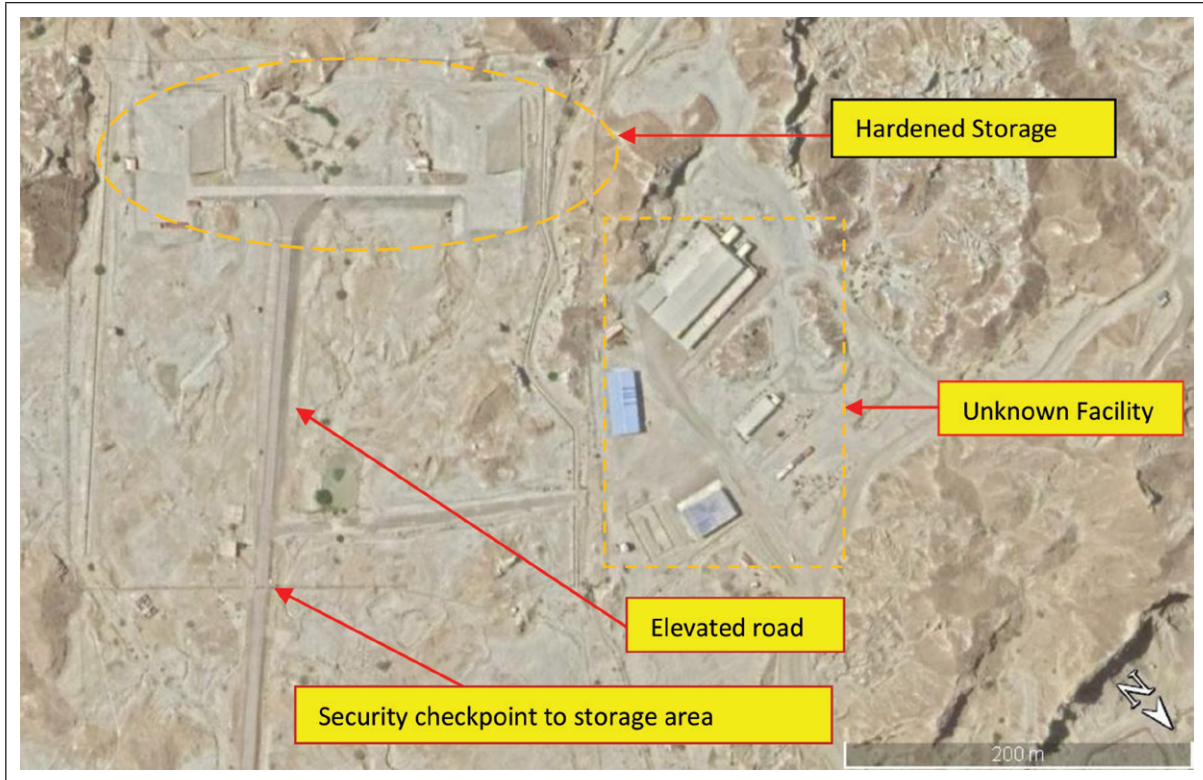 Hardened Storage
Unknown Facility
Elevated road
Security checkpoint to storage area
N
200 m